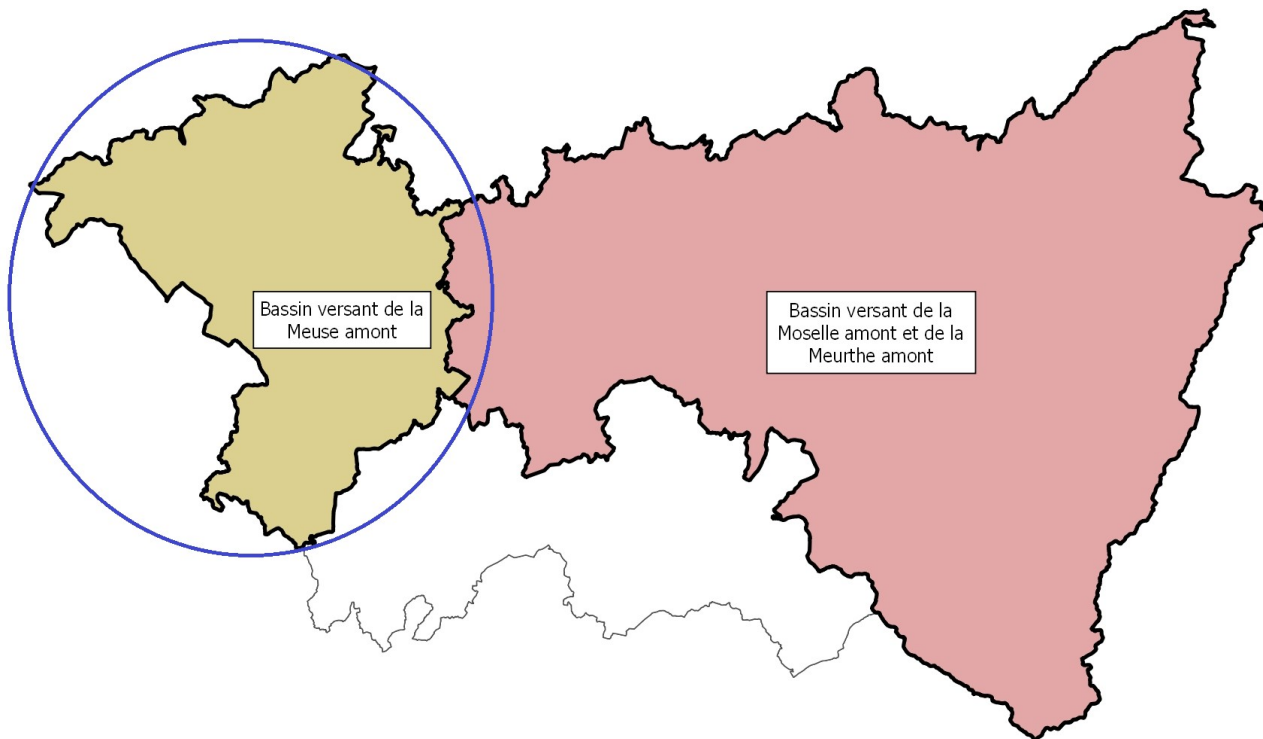 Bassin versant de la
Meuse amont
Bassin versant de la
Moselle amont et de la
Meurthe amont